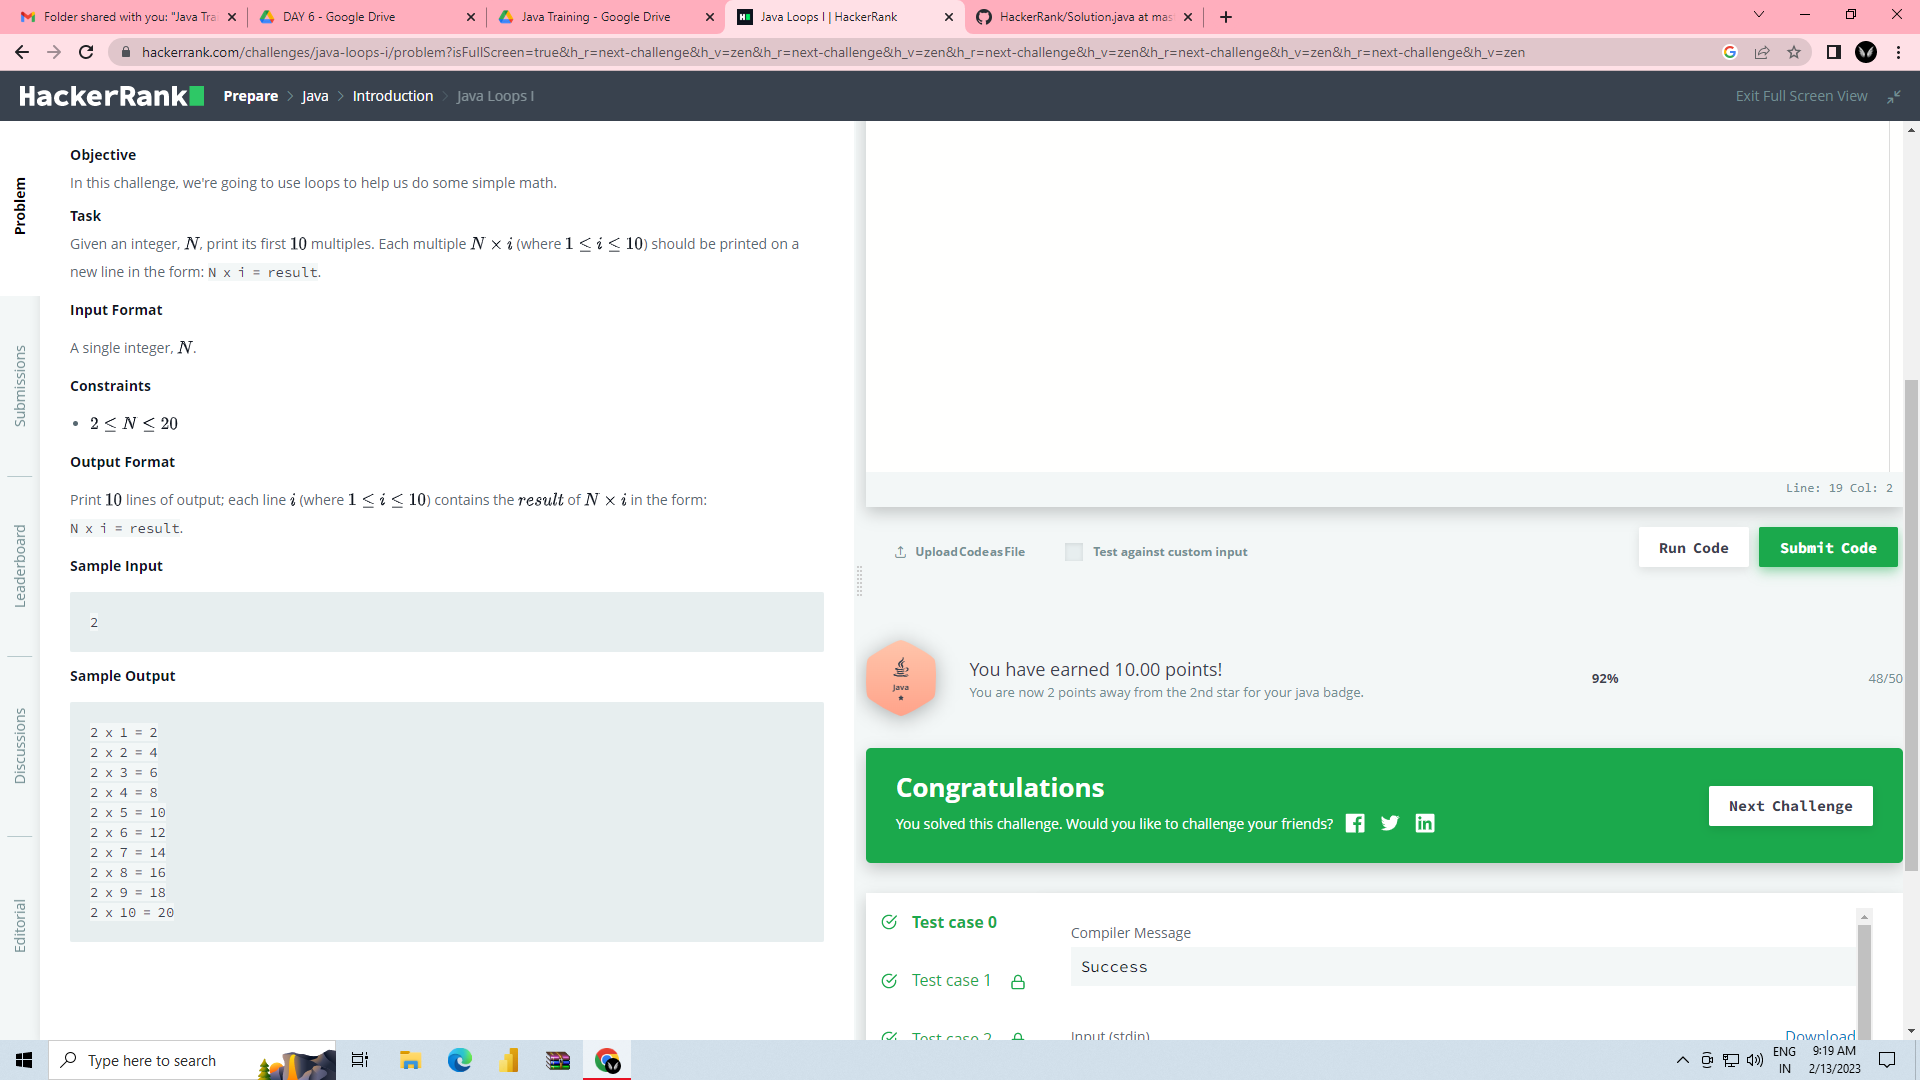 Folder shared with you: "Java Tra
DAY 6 - Google Drive
Java Training - Google Drive
Java Loops I | HackerRank
HackerRank/Solution.java at mas
hackerrank.com/challenges/java-loops-i/problem?isFullScreen=true&h_r=next-challenge&h_v=zen&h_r=next-challenge&h_v=zen&h_r=next-challenge&h_v=zen&h_r=next-challenge&h_v=zen&h_r=next-challenge&h_v=zen&h_r=next-challenge&h_v=zen
HackerRank
Prepare > Java > Introduction > Java Loops I
Exit Full Screen View
Problem
Submissions
Leaderboard
Discussions
Editorial
Objective
In this challenge, we're going to use loops to help us do some simple math.
Task
Given an integer, N, print its first 10 multiples. Each multiple N × i (where 1 ≤ i ≤ 10) should be printed on a
new line in the form: N x i = result.
Input Format
A single integer, N.
Constraints
• 2 ≤ N ≤ 20
Output Format
Print 10 lines of output; each line i (where 1 ≤ i ≤ 10) contains the result of N × i in the form:
N x i = result.
Sample Input
2
Sample Output
2 x 1 = 2
2 x 2 = 4
2 x 3 = 6
2 x 4 = 8
2 x 5 = 10
2 x 6 = 12
2 x 7 = 14
2 x 8 = 16
2 x 9 = 18
2 x 10 = 20
Line: 19 Col: 2
Upload Code as File
Test against custom input
Run Code
Submit Code
Java
You have earned 10.00 points!
You are now 2 points away from the 2nd star for your java badge.
92%
48/50
Congratulations
You solved this challenge. Would you like to challenge your friends?
Next Challenge
Test case 0
Test case 1
Test case 2
Compiler Message
Success
Input (stdin)
Download
Type here to search
ENG
IN
9:19 AM
2/13/2023